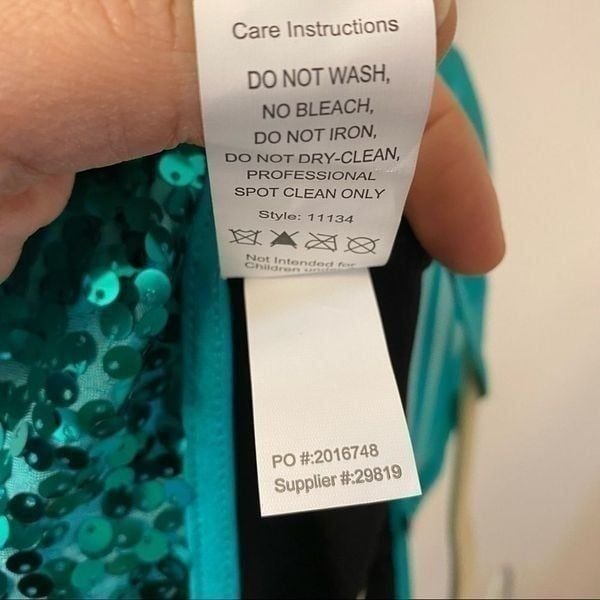 Care Instructions
DO NOT WASH,
NO BLEACH,
DO NOT IRON,
DO NOT DRY-CLEAN,
PROFESSIONAL
SPOT CLEAN ONLY
Style: 11134
Not Intended for
Children
PO #:2016748
Supplier #:29819